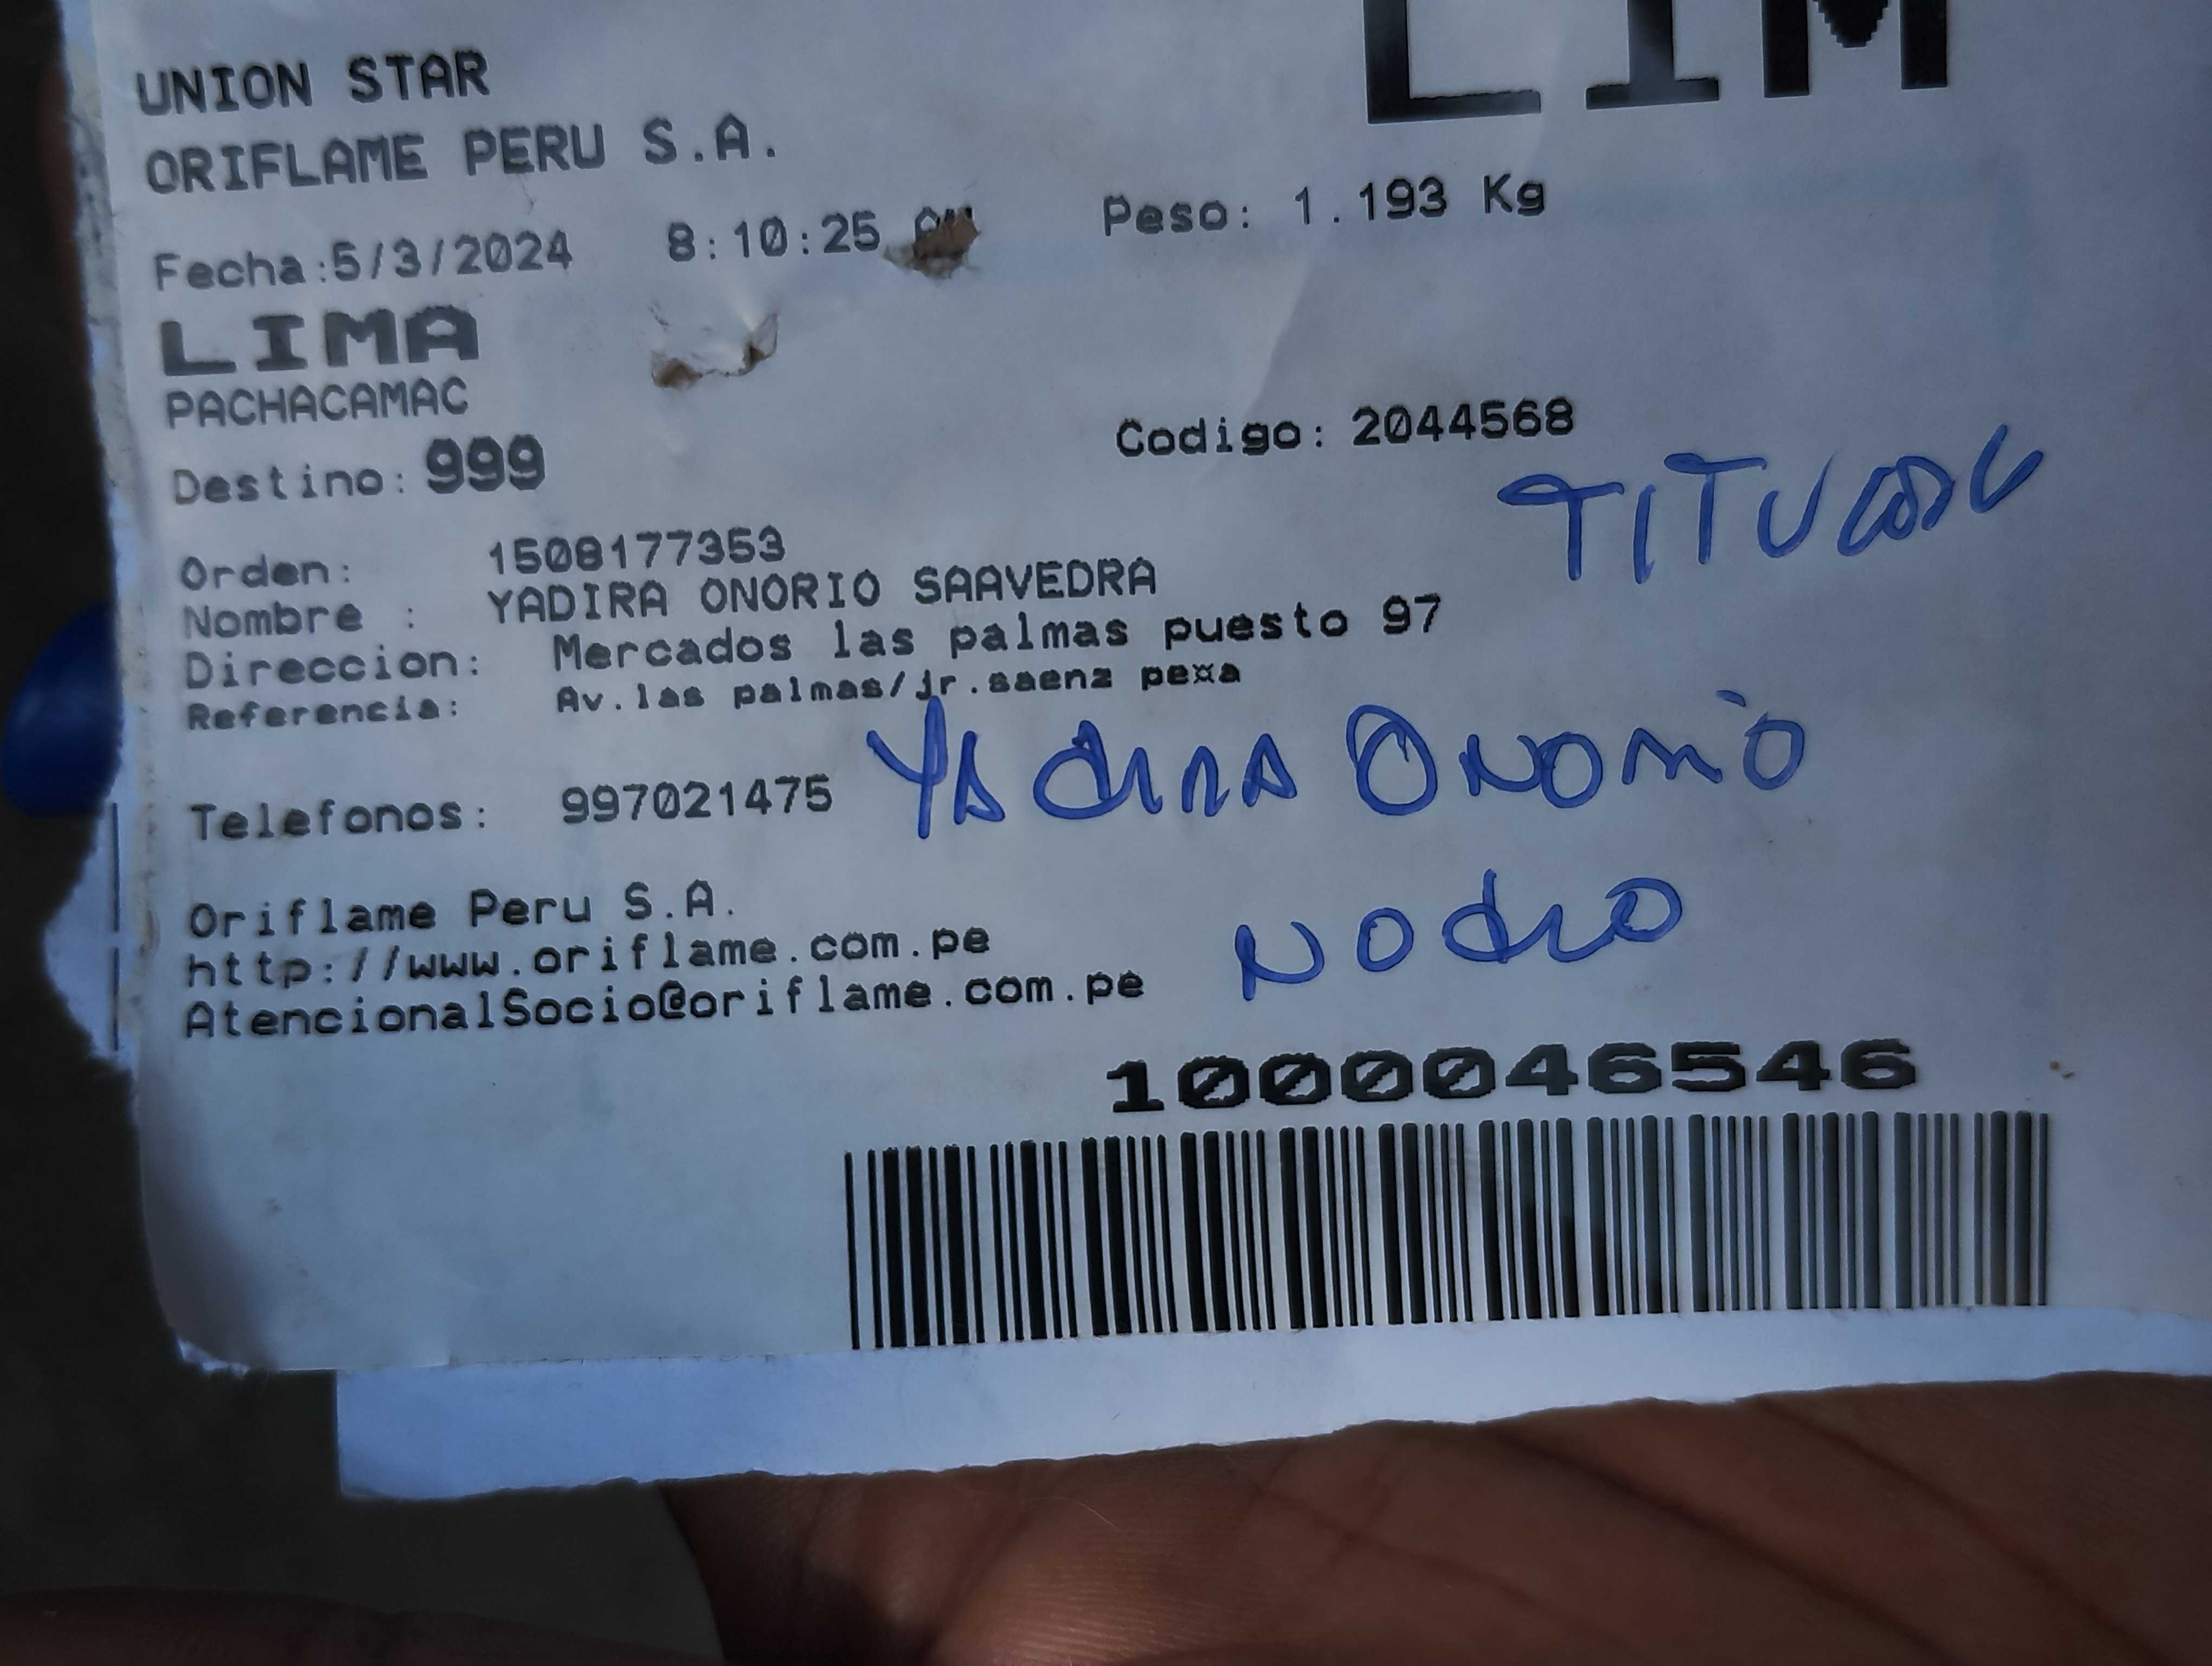 LIM
UNION STAR
ORIFLAME PERU S.A.
Fecha:5/3/2024 8:10:25 AM Peso: 1.193 Kg
LIMA
PACHACAMAC
Codigo: 2044568
Destino: 999
TITU
Orden: 1508177353
Nombre : YADIRA ONORIO SAAVEDRA
Direccion: Mercados las palmas puesto 97
Referencia: Av.las palmas/jr.saenz pe¤a
YAdira ONORiO
Telefonos: 997021475
Oriflame Peru S.A.
http://www.oriflame.com.pe
AtencionalSocio@oriflame.com.pe
1000046546